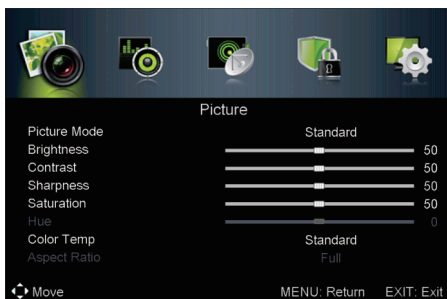 Picture
Picture Mode Standard
Brightness 50
Contrast 50
Sharpness 50
Saturation 50
Hue 0
Color Temp Standard
Aspect Ratio Full
Move MENU: Return EXIT: Exit